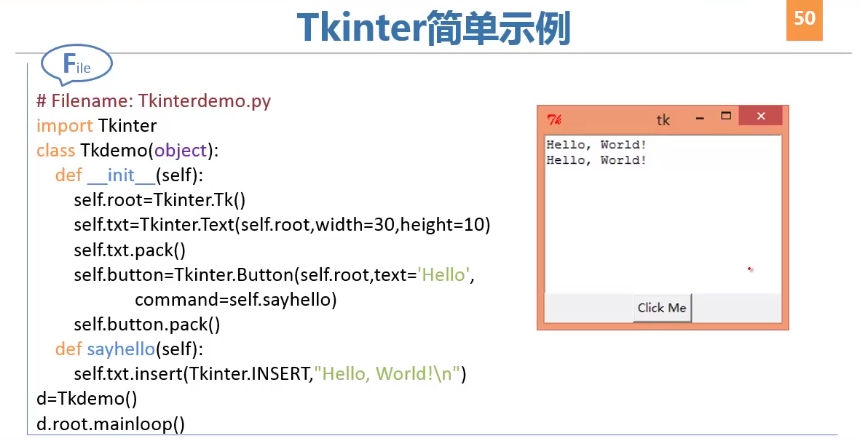 Tkinter简单示例
50
File
# Filename: Tkinterdemo.py
import Tkinter
class Tkdemo(object):
def __init__(self):
self.root=Tkinter.Tk()
self.txt=Tkinter.Text(self.root,width=30,height=10)
self.txt.pack()
self.button=Tkinter.Button(self.root,text='Hello',
command=self.sayhello)
self.button.pack()
def sayhello(self):
self.txt.insert(Tkinter.INSERT,"Hello, World!\n")
d=Tkdemo()
d.root.mainloop()
tk
Hello, World!
Hello, World!
Click Me